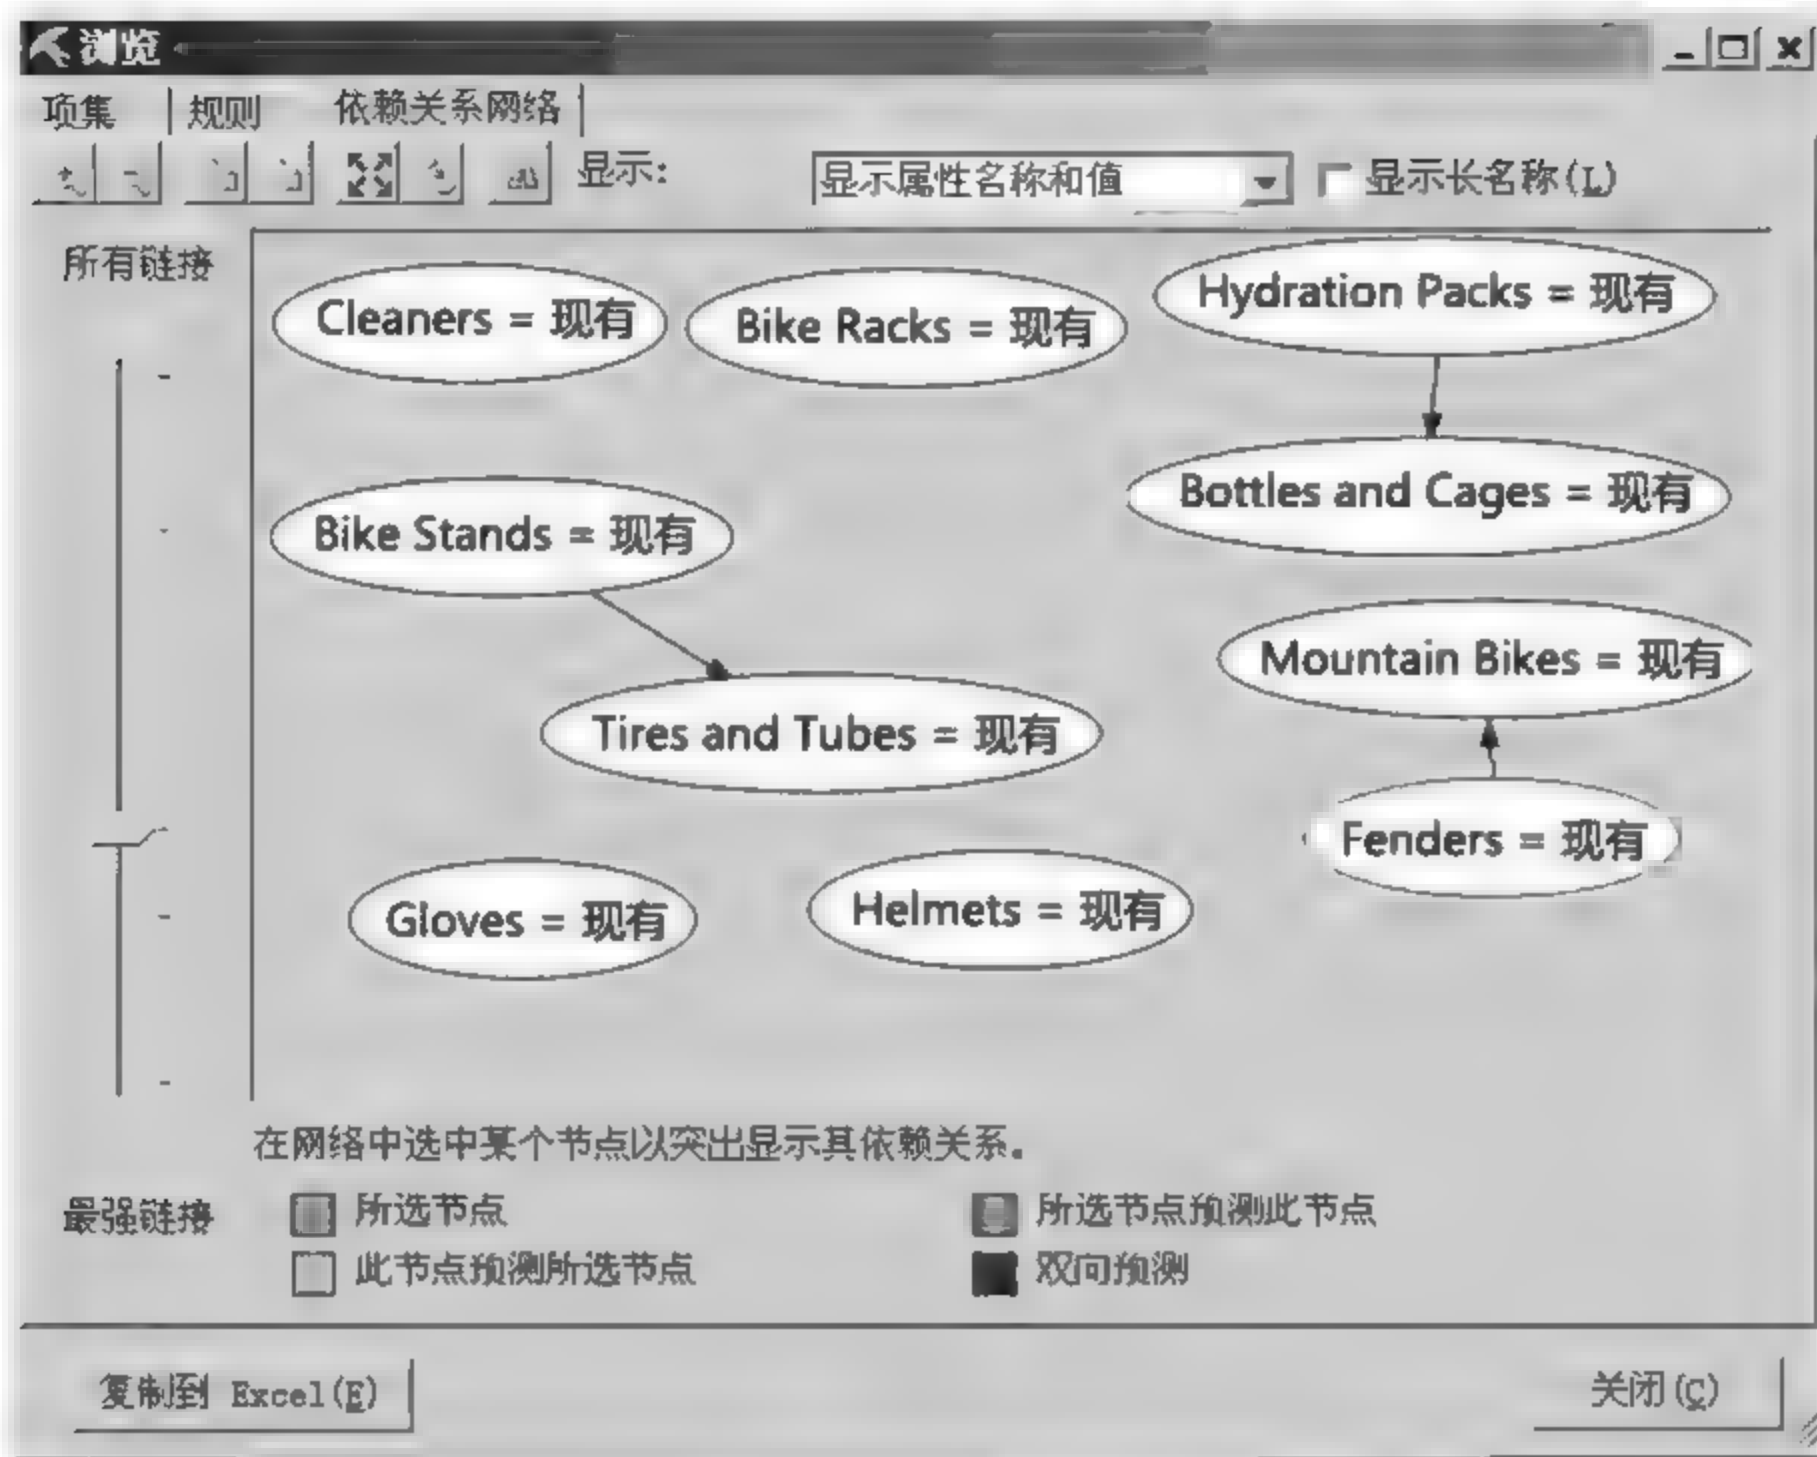 浏览
项集 规则 依赖关系网络
显示: 显示属性名称和值 显示长名称(L)
所有链接
Cleaners = 现有
Bike Racks = 现有
Hydration Packs = 现有
Bottles and Cages = 现有
Bike Stands = 现有
Mountain Bikes = 现有
Tires and Tubes = 现有
Fenders = 现有
Gloves = 现有
Helmets = 现有
在网络中选中某个节点以突出显示其依赖关系。
最强链接
所选节点
所选节点预测此节点
此节点预测所选节点
双向预测
复制到 Excel(E)
关闭(C)